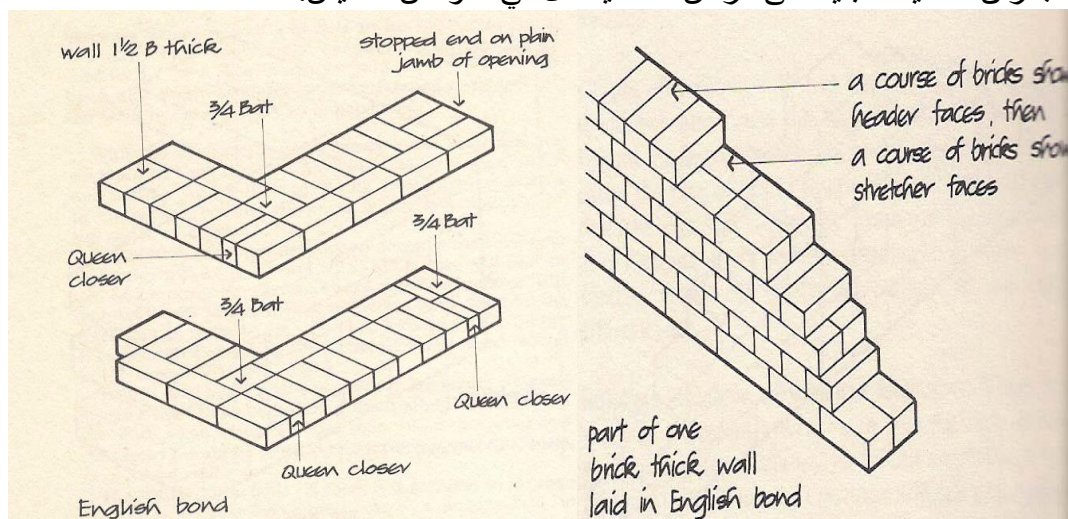 wall 1½ B thick
stopped end on plain
jamb of opening
¾ Bat
Queen
closer
¾ Bat
¾ Bat
Queen closer
Queen closer
English bond
a course of bricks
header faces, then
a course of bricks
stretcher faces
part of one
brick thick wall
laid in English bond